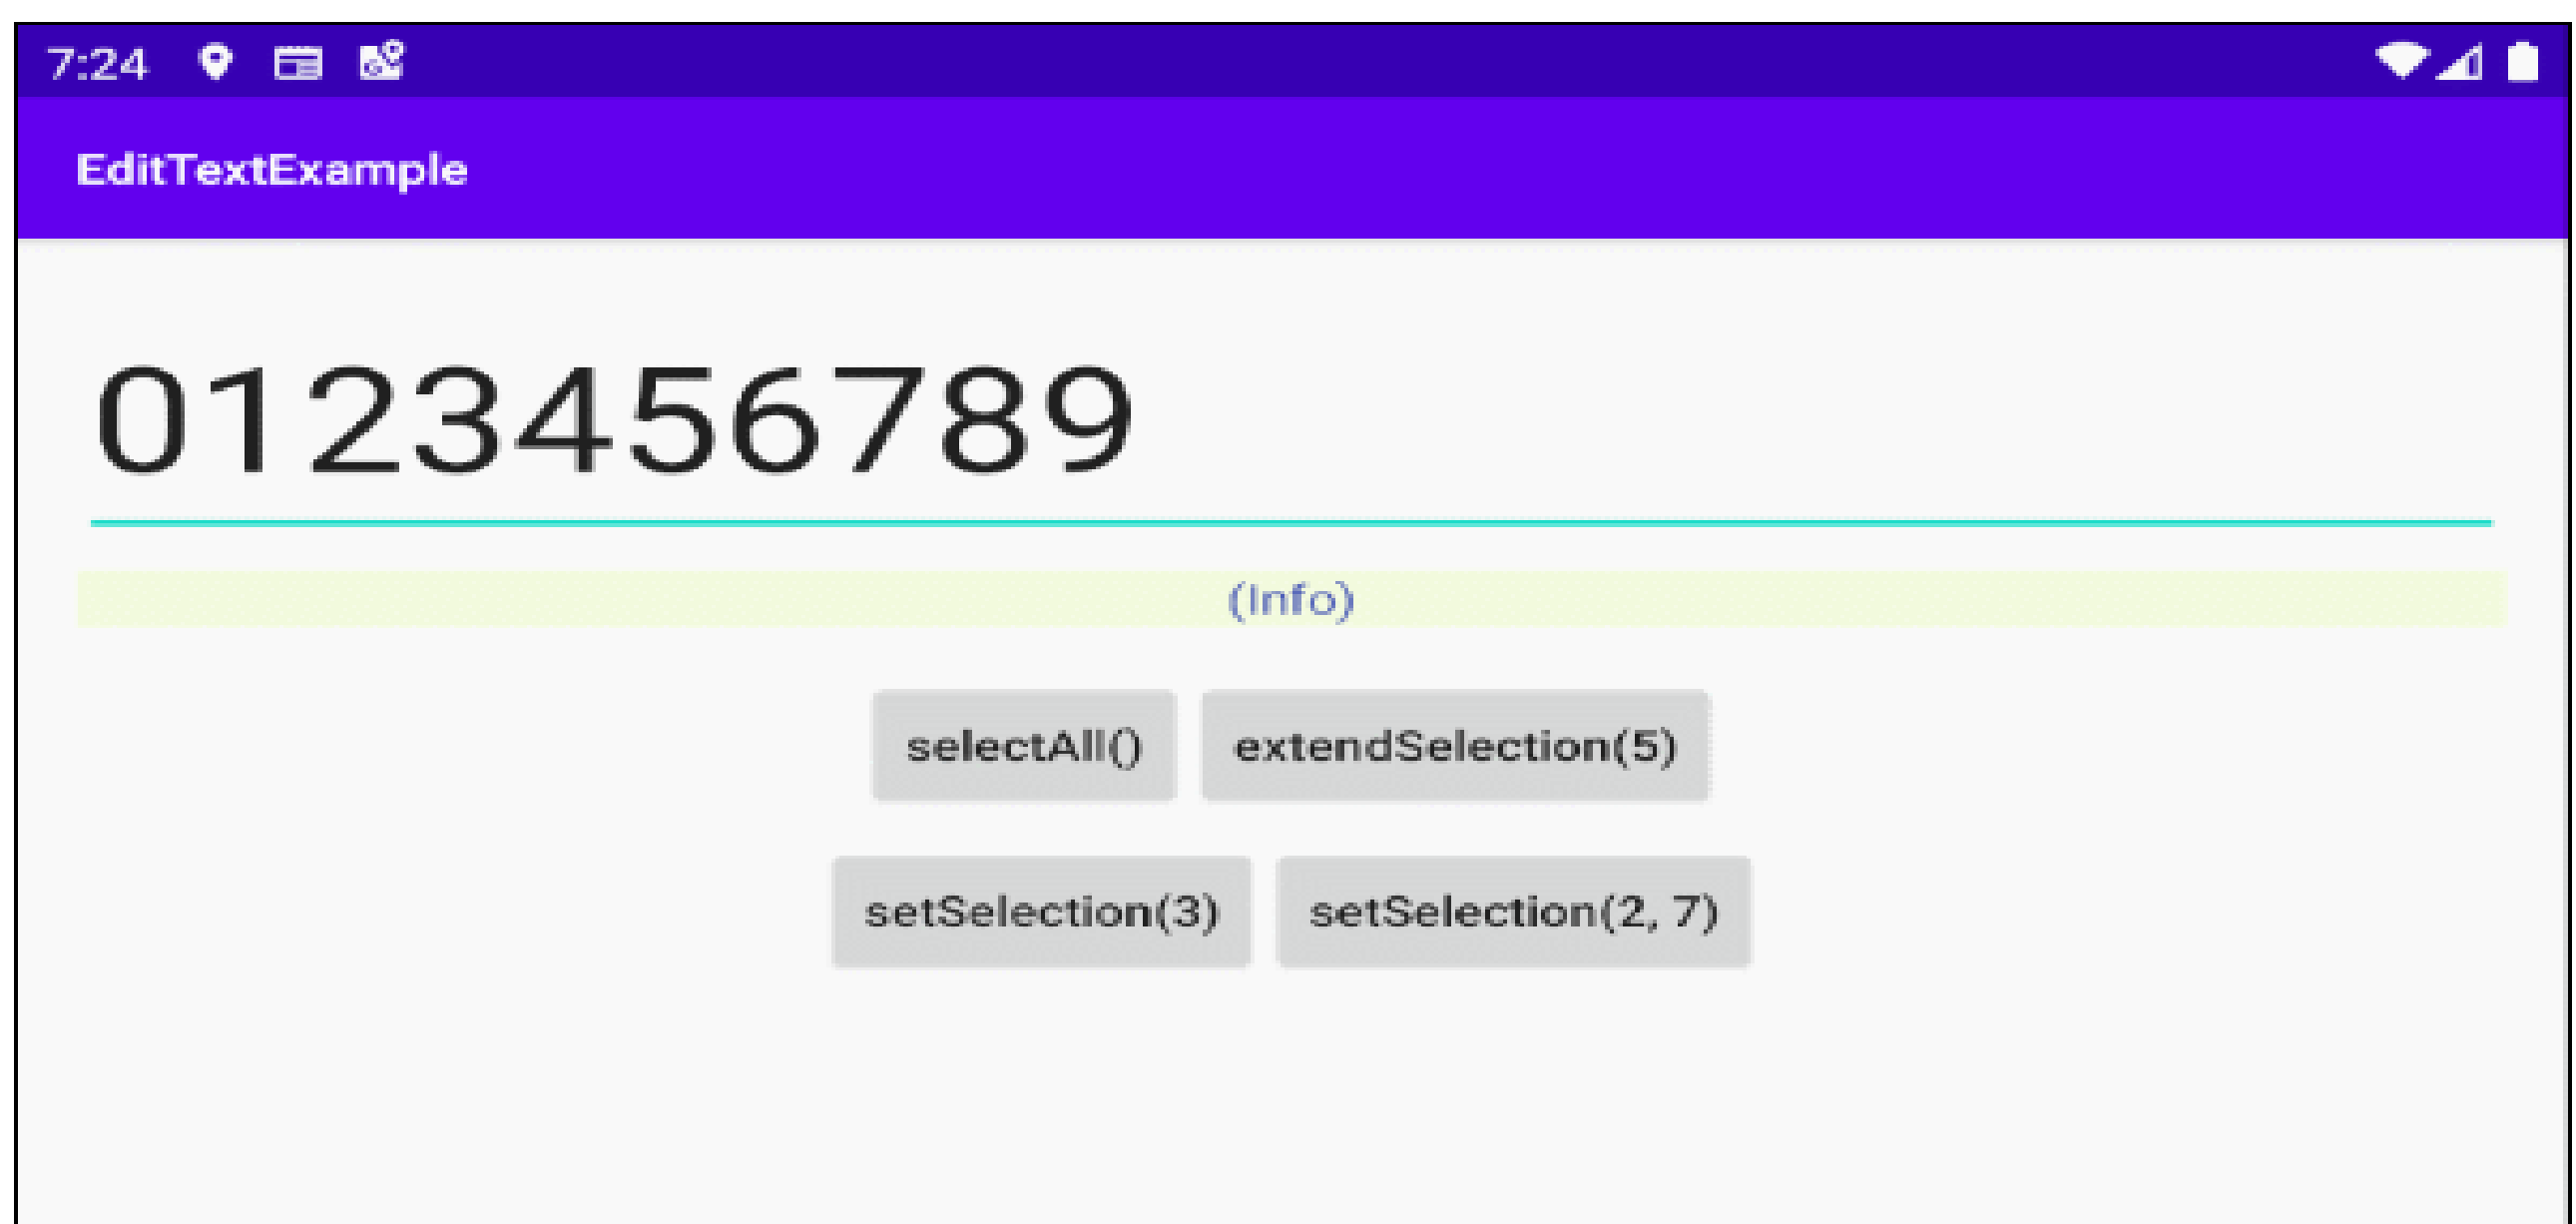 7:24
EditTextExample
0123456789
(Info)
selectAll() extendSelection(5)
setSelection(3) setSelection(2, 7)